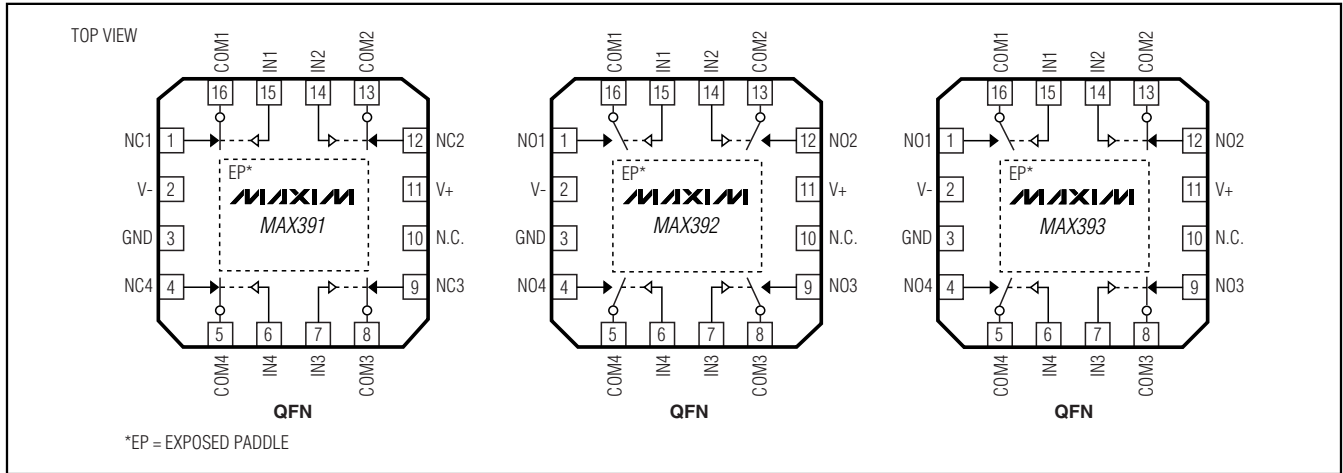 TOP VIEW
COM1 IN1 IN2 COM2
16 15 14 13
NC1 1 12 NC2
EP*
V- 2 11 V+
MAXIM
MAX391
GND 3 10 N.C.
NC4 4 9 NC3
5 6 7 8
COM4 IN4 IN3 COM3
QFN
COM1 IN1 IN2 COM2
16 15 14 13
NO1 1 12 NO2
EP*
V- 2 11 V+
MAXIM
MAX392
GND 3 10 N.C.
NO4 4 9 NO3
5 6 7 8
COM4 IN4 IN3 COM3
QFN
COM1 IN1 IN2 COM2
16 15 14 13
NO1 1 12 NO2
EP*
V- 2 11 V+
MAXIM
MAX393
GND 3 10 N.C.
NO4 4 9 NO3
5 6 7 8
COM4 IN4 IN3 COM3
QFN
*EP = EXPOSED PADDLE